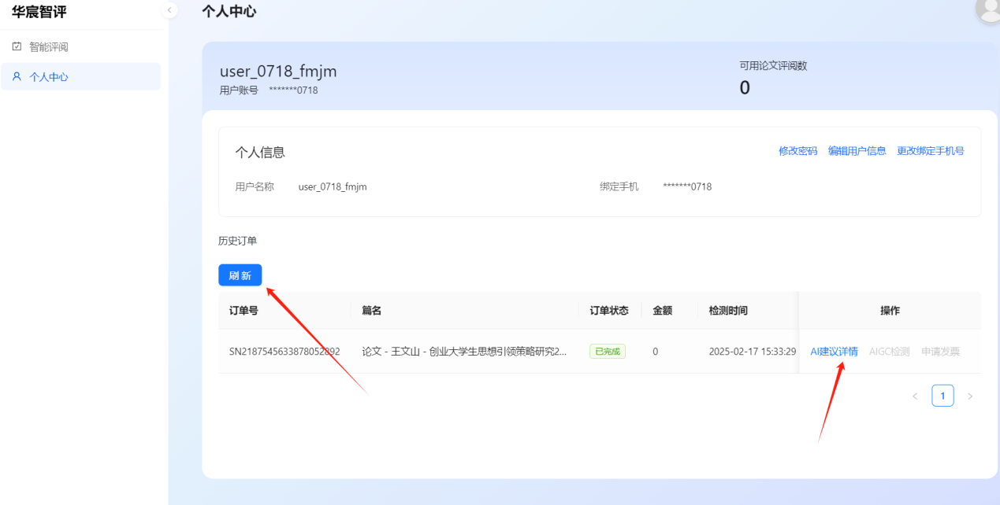 华宸智评
智能评阅
个人中心
个人中心
user_0718_fmjm
用户账号 *******0718
可用论文评阅数
0
个人信息
修改密码 编辑用户信息 更改绑定手机号
用户名称 user_0718_fmjm 绑定手机 *******0718
历史订单
刷新
订单号 篇名 订单状态 金额 检测时间 操作
SN2187545633878052892 论文 - 王文山 - 创业大学生思想引领策略研究2... 已完成 0 2025-02-17 15:33:29 AI建议详情 AIGC检测 申请发票
< 1 >